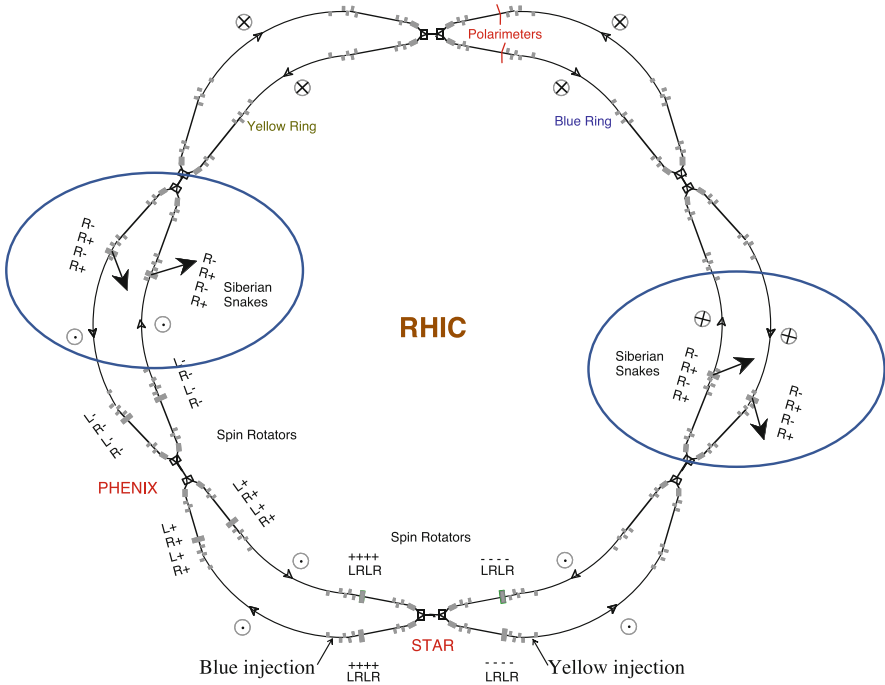 Polarimeters
Yellow Ring
Blue Ring
R-
R+
R-
R+
R-
R+
R-
R+
Siberian
Snakes
RHIC
Siberian
Snakes
R-
R+
R-
R+
R-
R+
R-
R+
L-
R-
L-
R-
L-
R-
L-
R-
Spin Rotators
PHENIX
L+
R+
L+
R+
L+
R+
L+
R+
Spin Rotators
++++
LRLR
- - - -
LRLR
STAR
Blue injection
Yellow injection
++++
LRLR
- - - -
LRLR